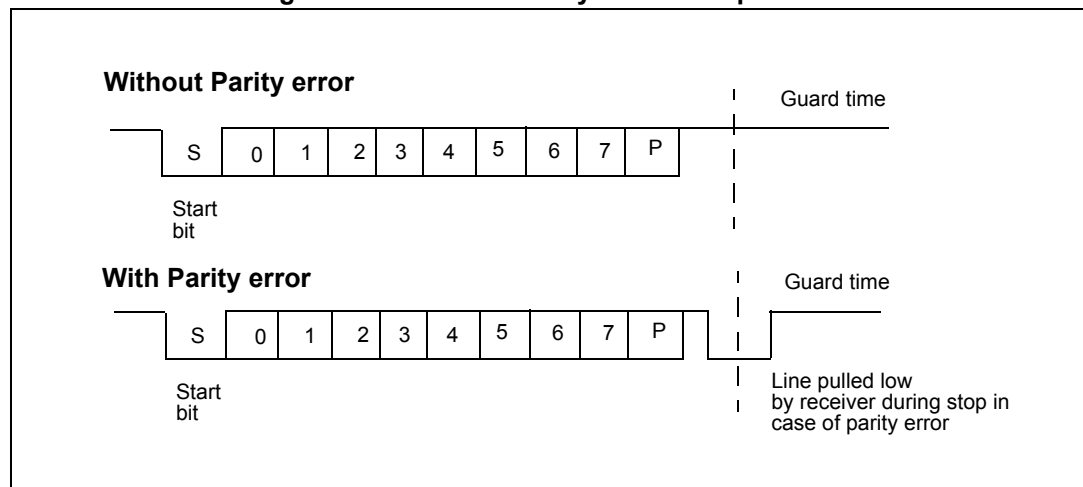 Without Parity error
Guard time
S 0 1 2 3 4 5 6 7 P
Start
bit
With Parity error
Guard time
S 0 1 2 3 4 5 6 7 P
Start
bit
Line pulled low
by receiver during stop in
case of parity error